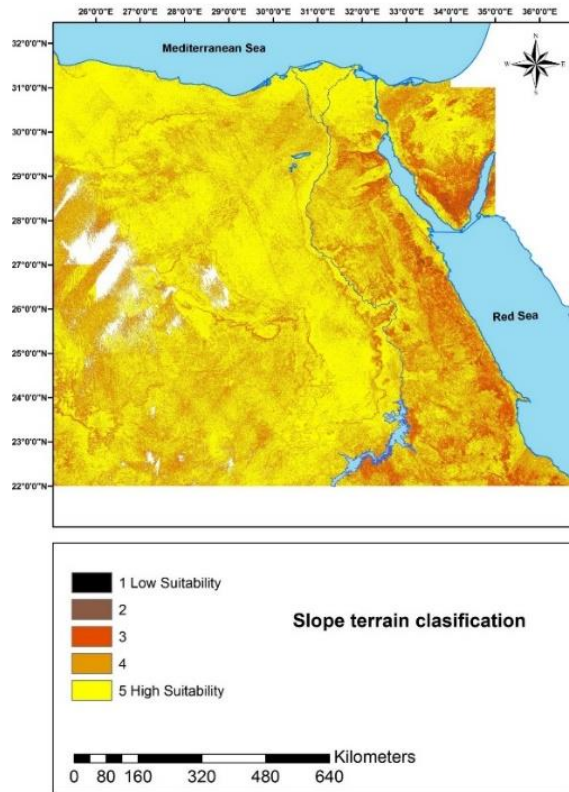 26°0'0"E 27°0'0"E 28°0'0"E 29°0'0"E 30°0'0"E 31°0'0"E 32°0'0"E 33°0'0"E 34°0'0"E 35°0'0"E 36°0'0"E
32°0'0"N
31°0'0"N
30°0'0"N
29°0'0"N
28°0'0"N
27°0'0"N
26°0'0"N
25°0'0"N
24°0'0"N
23°0'0"N
22°0'0"N
Mediterranean Sea
N
W E
S
Red Sea
1 Low Suitability
2
3
4
5 High Suitability
Slope terrain clasification
Kilometers
0 80 160 320 480 640